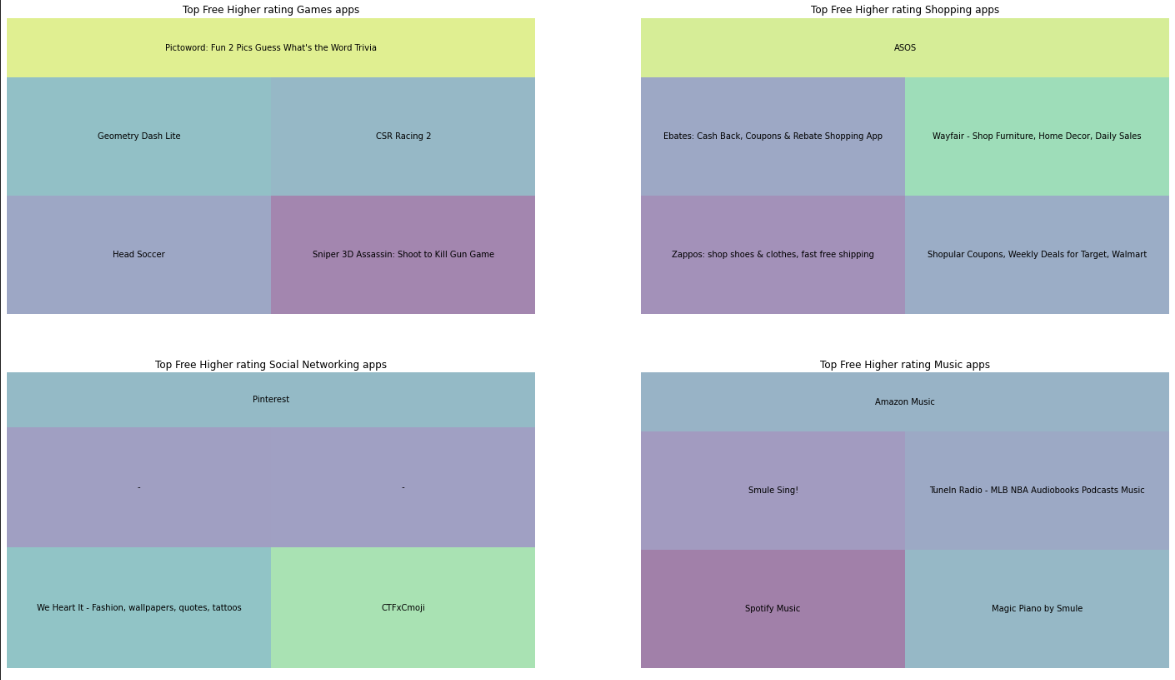 Top Free Higher rating Games apps
Pictoword: Fun 2 Pics Guess What's the Word Trivia
Geometry Dash Lite
CSR Racing 2
Head Soccer
Sniper 3D Assassin: Shoot to Kill Gun Game
Top Free Higher rating Shopping apps
ASOS
Ebates: Cash Back, Coupons & Rebate Shopping App
Wayfair - Shop Furniture, Home Decor, Daily Sales
Zappos: shop shoes & clothes, fast free shipping
Shopular Coupons, Weekly Deals for Target, Walmart
Top Free Higher rating Social Networking apps
Pinterest
-
-
We Heart It - Fashion, wallpapers, quotes, tattoos
CTFxCmoji
Top Free Higher rating Music apps
Amazon Music
Smule Sing!
TuneIn Radio - MLB NBA Audiobooks Podcasts Music
Spotify Music
Magic Piano by Smule